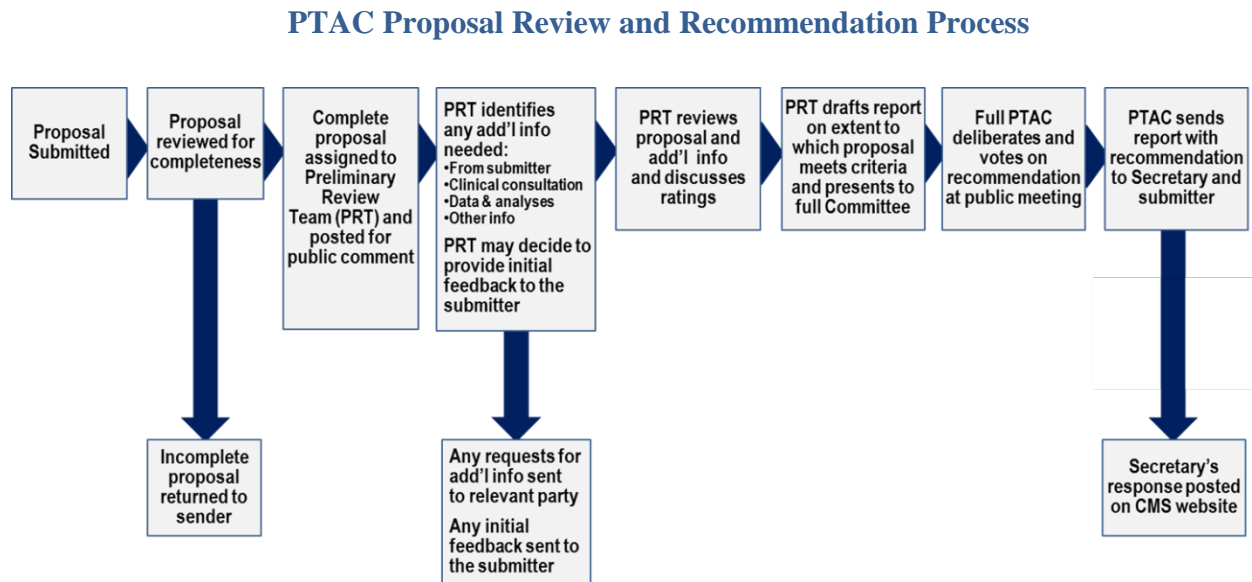 PTAC Proposal Review and Recommendation Process
Proposal
Submitted
Proposal
reviewed for
completeness
Complete
proposal
assigned to
Preliminary
Review
Team (PRT) and
posted for
public comment
PRT identifies
any add'l info
needed:
•From submitter
•Clinical consultation
•Data & analyses
•Other info
PRT may decide to
provide initial
feedback to the
submitter
PRT reviews
proposal and
add'l info
and discusses
ratings
PRT drafts report
on extent to
which proposal
meets criteria
and presents to
full Committee
Full PTAC
deliberates and
votes on
recommendation
at public meeting
PTAC sends
report with
recommendation
to Secretary and
submitter
Incomplete
proposal
returned to
sender
Any requests for
add'l info sent
to relevant party
Any initial
feedback sent to
the submitter
Secretary's
response posted
on CMS website